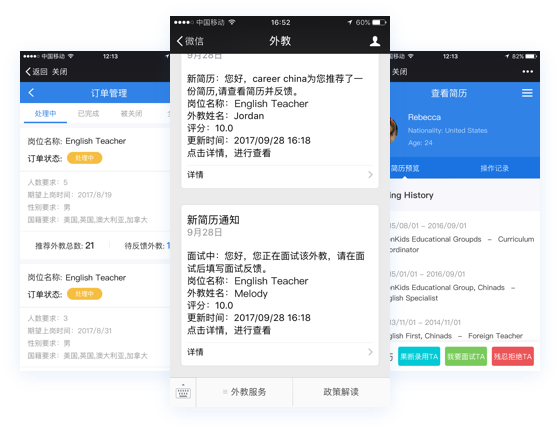 中国移动 12:13
返回 关闭
订单管理
处理中 已完成 被关闭
岗位名称: English Teacher
订单状态: 处理中
人数要求: 5
期望上岗时间: 2017/8/19
性别要求: 男
国籍要求: 美国,英国,澳大利亚,加拿大
推荐外教总数: 21 待反馈外教:
岗位名称: English Teacher
订单状态: 处理中
人数要求: 3
期望上岗时间: 2017/8/31
性别要求: 男
国籍要求: 美国,英国,澳大利亚,加拿大
中国移动 16:52 60%
微信 外教
9月28日
新简历: 您好, career china为您推荐了一
份简历,请查看简历并反馈。
岗位名称: English Teacher
外教姓名: Jordan
评分: 10.0
更新时间: 2017/09/28 16:18
点击详情, 进行查看
详情
新简历通知
9月28日
面试中: 您好, 您正在面试该外教, 请在面
试后填写面试反馈。
岗位名称: English Teacher
外教姓名: Melody
评分: 10.0
更新时间: 2017/09/28 16:18
点击详情, 进行查看
详情
外教服务 政策解读
移动 12:13 82%
关闭
查看简历
Rebecca
Nationality: United States
Age: 24
简历预览 操作记录
ing History
05/08/01 – 2016/09/01
onKids Educational Groupds – Curriculum
ordinator
05/01/01 – 2016/09/01
onKids Educational Group, Chinads –
glish Specialist
13/11/01 – 2014/11/01
glish First, Chinads – Foreign Teacher
果断录用TA 我要面试TA 残忍拒绝TA